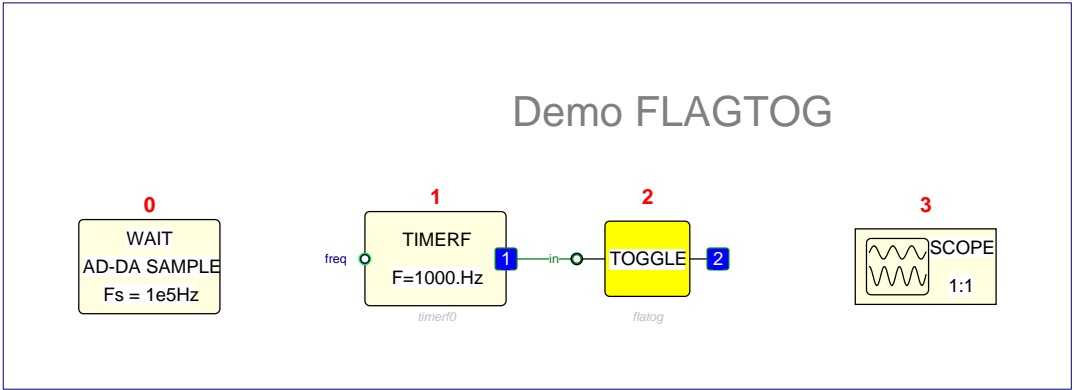 Demo FLAGTOG
0
WAIT
AD-DA SAMPLE
Fs = 1e5Hz
1
freq
TIMERF
F=1000.Hz
1
timerf0
in
2
TOGGLE
2
flatog
3
SCOPE
1:1